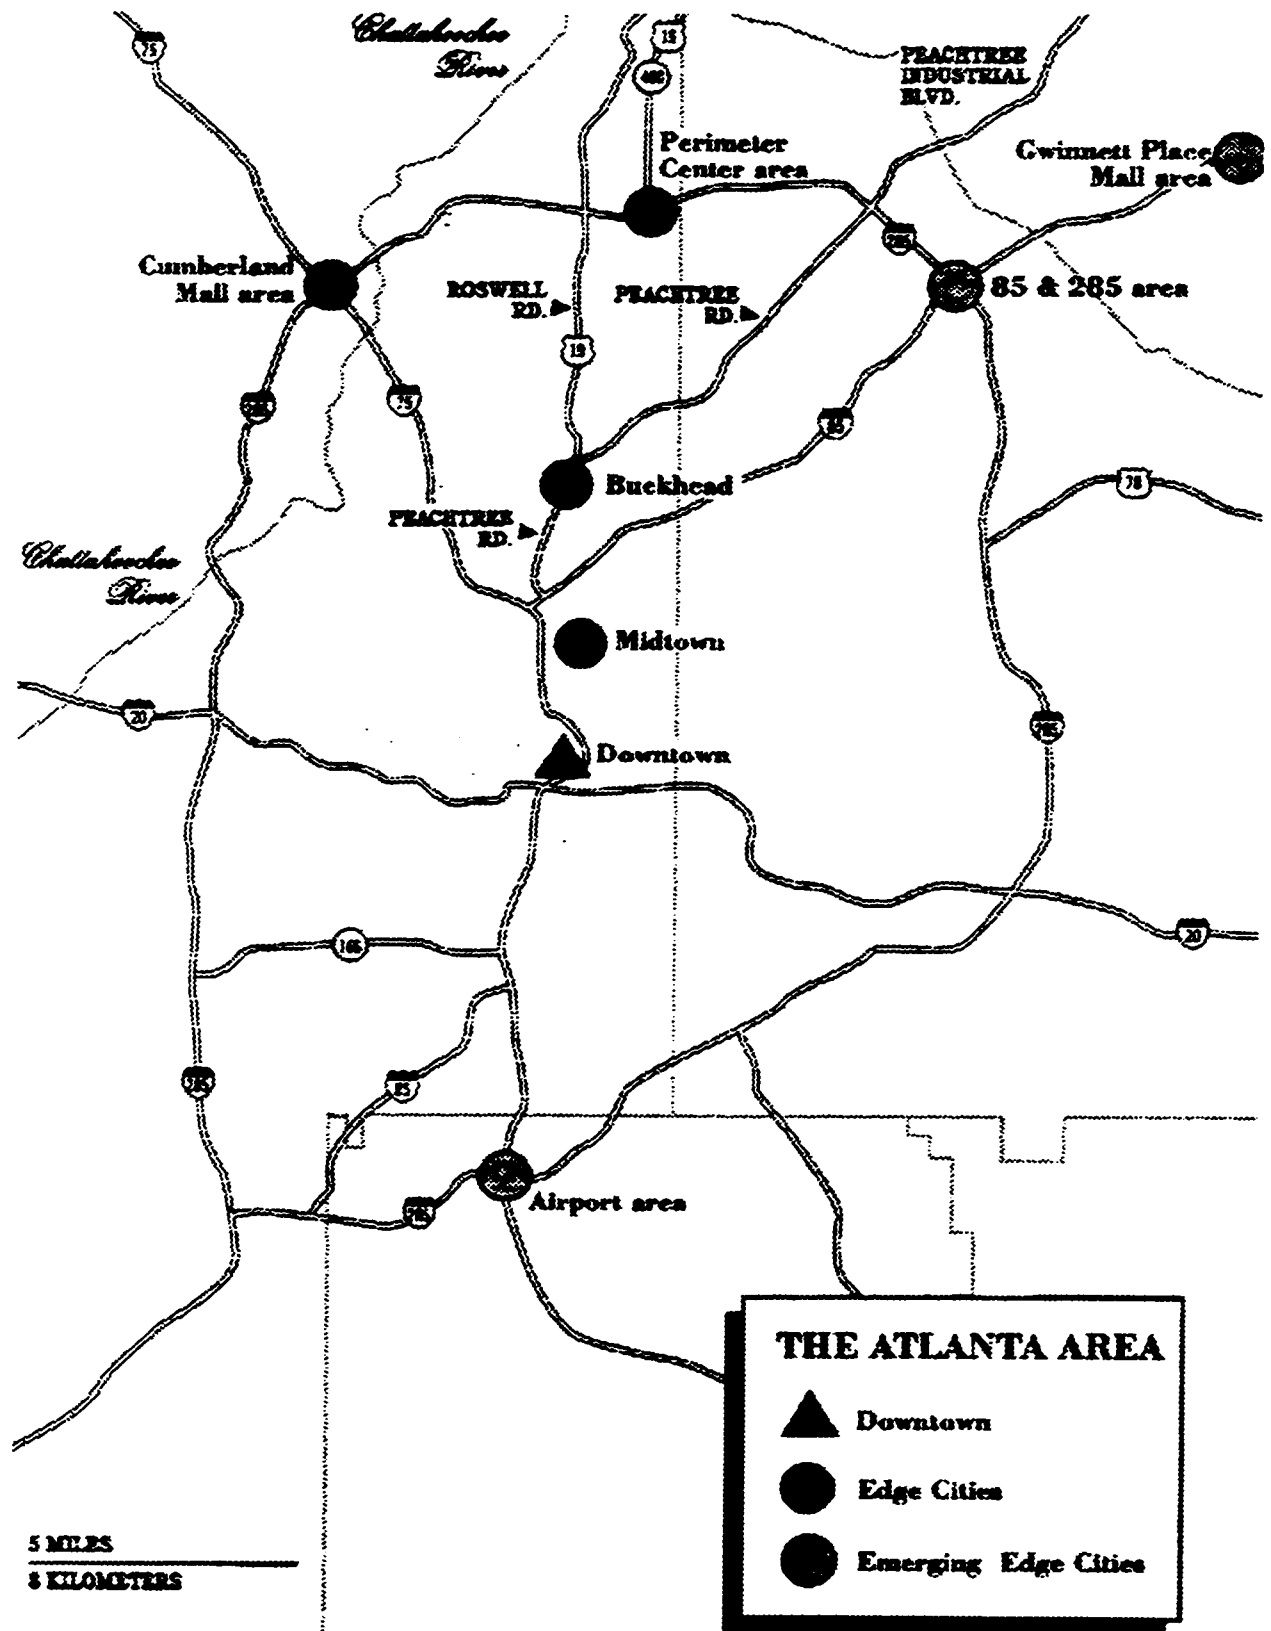 75
Chattahoochee
River
19
400
PEACHTREE
INDUSTRIAL
BLVD.
Perimeter
Center area
Gwinnett Place
Mall area
285
Cumberland
Mall area
ROSWELL
RD.
PEACHTREE
RD.
85 & 285 area
19
285
75
85
Buckhead
78
PEACHTREE
RD.
Chattahoochee
River
Midtown
20
285
Downtown
166
20
285
85
285
Airport area
THE ATLANTA AREA
Downtown
Edge Cities
Emerging Edge Cities
5 MILES
8 KILOMETERS